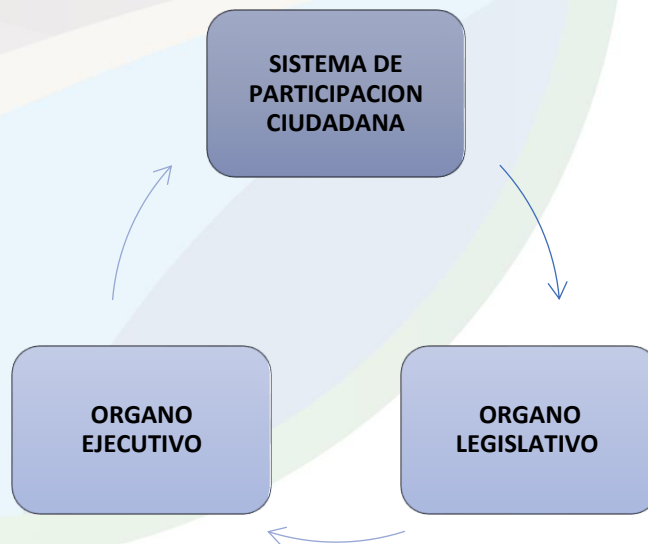 SISTEMA DE
PARTICIPACION
CIUDADANA
ORGANO
EJECUTIVO
ORGANO
LEGISLATIVO